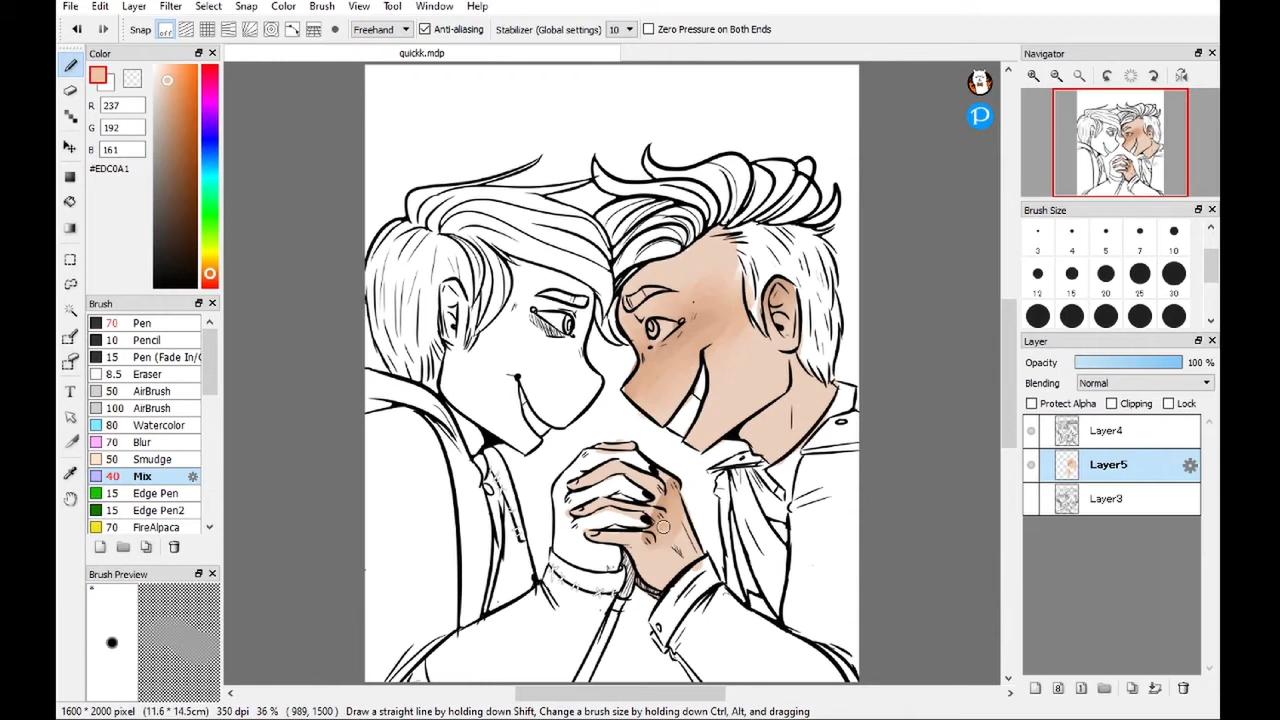 File Edit Layer Filter Select Snap Color Brush View Tool Window Help
Snap off Freehand Anti-aliasing Stabilizer (Global settings) 10 Zero Pressure on Both Ends
Color
quickk.mdp
Navigator
R 237
G 192
B 161
#EDC0A1
Brush Size
3 4 5 7 10
12 15 20 25 30
Brush
70 Pen
10 Pencil
15 Pen (Fade In/O
8.5 Eraser
50 AirBrush
100 AirBrush
80 Watercolor
70 Blur
50 Smudge
40 Mix
15 Edge Pen
15 Edge Pen2
70 FireAlpaca
Layer
Opacity 100 %
Blending Normal
Protect Alpha Clipping Lock
Layer4
Layer5
Layer3
Brush Preview
1600 * 2000 pixel (11.6 * 14.5cm) 350 dpi 36 % ( 989, 1500) Draw a straight line by holding down Shift, Change a brush size by holding down Ctrl, Alt, and dragging